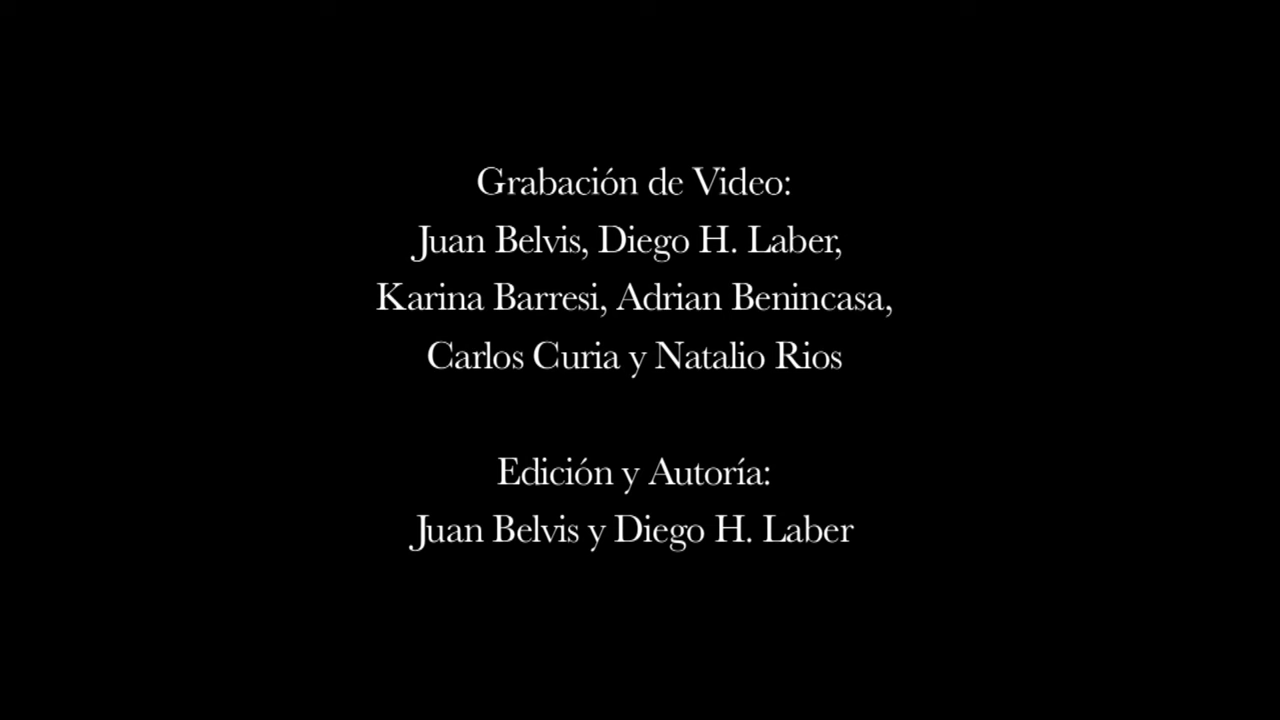 Grabación de Video:
Juan Belvis, Diego H. Laber,
Karina Barresi, Adrian Benincasa,
Carlos Curia y Natalio Rios
Edición y Autoría:
Juan Belvis y Diego H. Laber